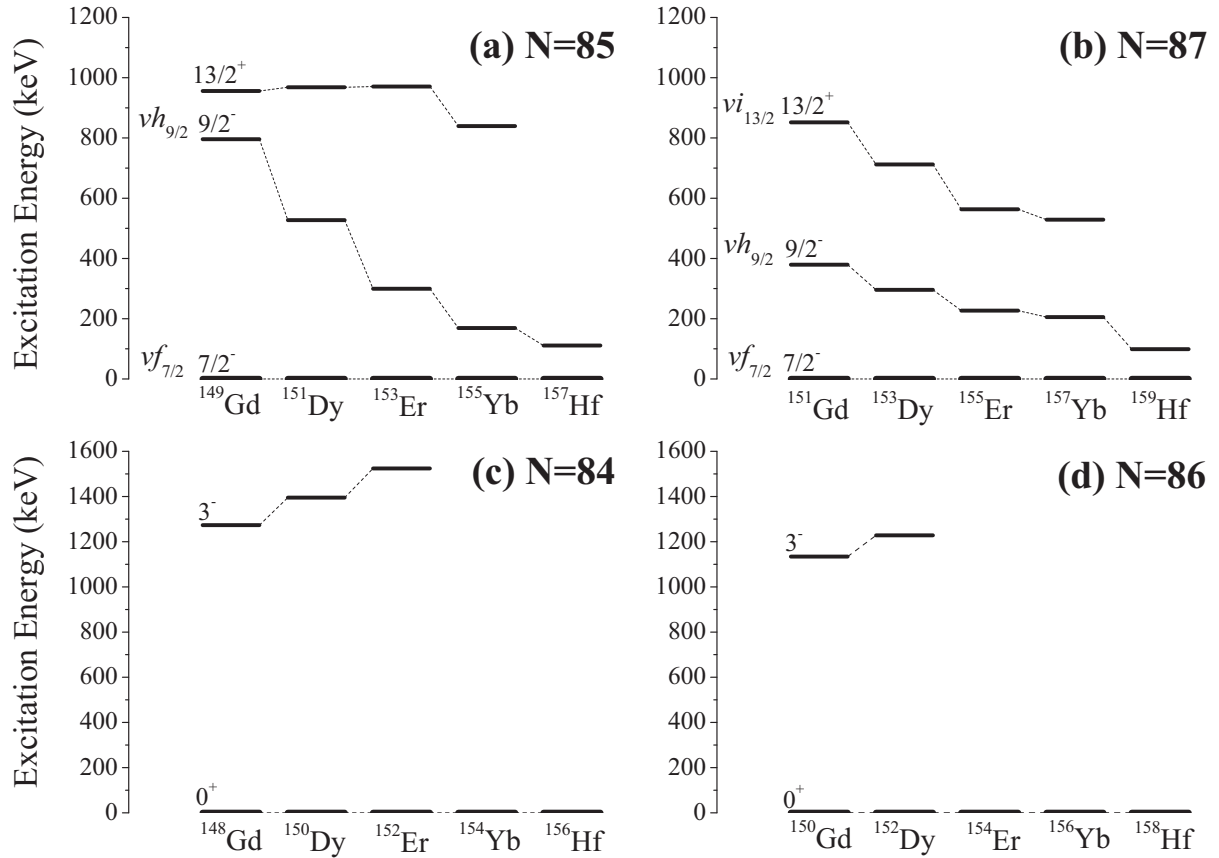 (a) N=85
Excitation Energy (keV)
1200
1000
800
600
400
200
0
13/2⁺
νh₉/₂ 9/2⁻
νf₇/₂ 7/2⁻
¹⁴⁹Gd ¹⁵¹Dy ¹⁵³Er ¹⁵⁵Yb ¹⁵⁷Hf
(b) N=87
1200
1000
800
600
400
200
0
νi₁₃/₂ 13/2⁺
νh₉/₂ 9/2⁻
νf₇/₂ 7/2⁻
¹⁵¹Gd ¹⁵³Dy ¹⁵⁵Er ¹⁵⁷Yb ¹⁵⁹Hf
(c) N=84
Excitation Energy (keV)
1600
1400
1200
1000
800
600
400
200
0
3⁻
0⁺
¹⁴⁸Gd ¹⁵⁰Dy ¹⁵²Er ¹⁵⁴Yb ¹⁵⁶Hf
(d) N=86
1600
1400
1200
1000
800
600
400
200
0
3⁻
0⁺
¹⁵⁰Gd ¹⁵²Dy ¹⁵⁴Er ¹⁵⁶Yb ¹⁵⁸Hf